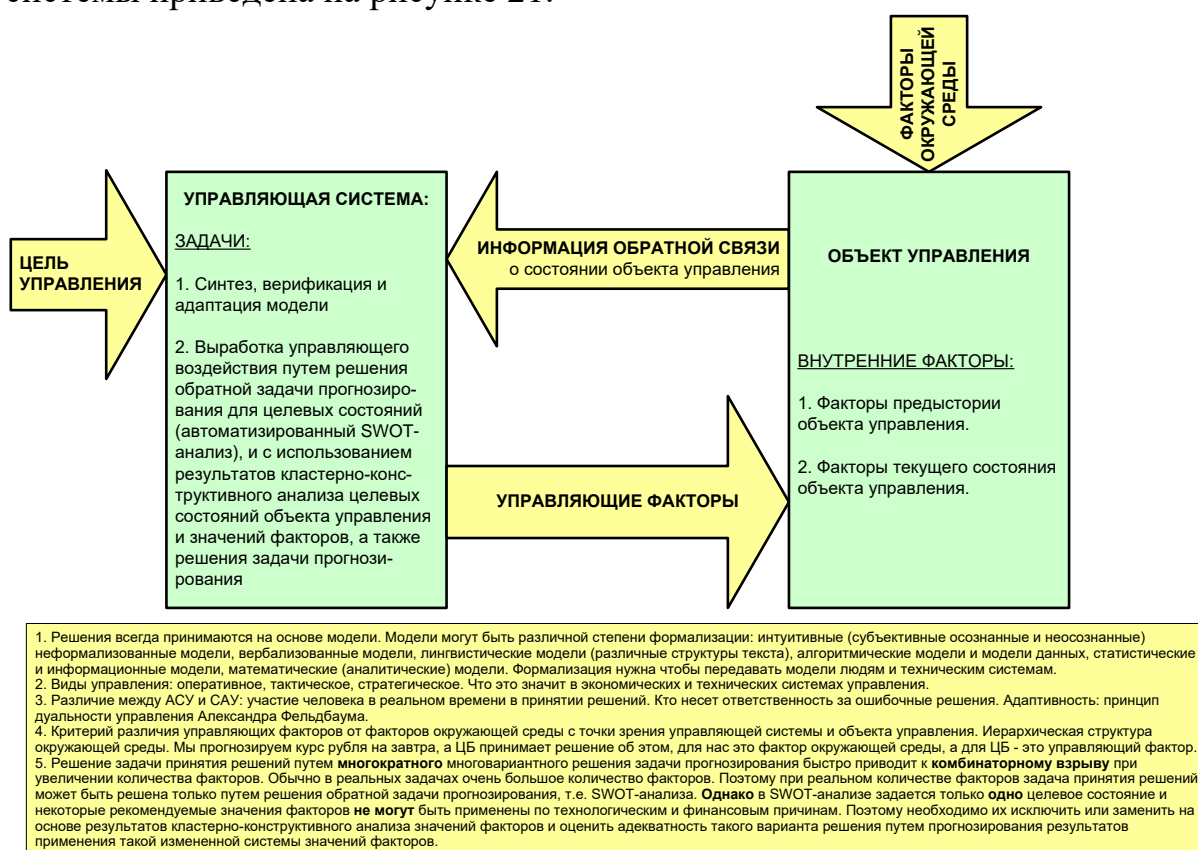 системы приведена на рисунке 21.
ФАКТОРЫ
ОКРУЖАЮЩЕЙ
СРЕДЫ
ЦЕЛЬ
УПРАВЛЕНИЯ
УПРАВЛЯЮЩАЯ СИСТЕМА:
ЗАДАЧИ:
1. Синтез, верификация и
адаптация модели
2. Выработка управляющего
воздействия путем решения
обратной задачи прогнозиро-
вания для целевых состояний
(автоматизированный SWOT-
анализ), и с использованием
результатов кластерно-конс-
труктивного анализа целевых
состояний объекта управления
и значений факторов, а также
решения задачи прогнози-
рования
ИНФОРМАЦИЯ ОБРАТНОЙ СВЯЗИ
о состоянии объекта управления
УПРАВЛЯЮЩИЕ ФАКТОРЫ
ОБЪЕКТ УПРАВЛЕНИЯ
ВНУТРЕННИЕ ФАКТОРЫ:
1. Факторы предыстории
объекта управления.
2. Факторы текущего состояния
объекта управления.
1. Решения всегда принимаются на основе модели. Модели могут быть различной степени формализации: интуитивные (субъективные осознанные и неосознанные)
неформализованные модели, вербализованные модели, лингвистические модели (различные структуры текста), алгоритмические модели и модели данных, статистические
и информационные модели, математические (аналитические) модели. Формализация нужна чтобы передавать модели людям и техническим системам.
2. Виды управления: оперативное, тактическое, стратегическое. Что это значит в экономических и технических системах управления.
3. Различие между АСУ и САУ: участие человека в реальном времени в принятии решений. Кто несет ответственность за ошибочные решения. Адаптивность: принцип
дуальности управления Александра Фельдбаума.
4. Критерий различия управляющих факторов от факторов окружающей среды с точки зрения управляющей системы и объекта управления. Иерархическая структура
окружающей среды. Мы прогнозируем курс рубля на завтра, а ЦБ принимает решение об этом, для нас это фактор окружающей среды, а для ЦБ - это управляющий фактор.
5. Решение задачи принятия решений путем многократного многовариантного решения задачи прогнозирования быстро приводит к комбинаторному взрыву при
увеличении количества факторов. Обычно в реальных задачах очень большое количество факторов. Поэтому при реальном количестве факторов задача принятия решений
может быть решена только путем решения обратной задачи прогнозирования, т.е. SWOT-анализа. Однако в SWOT-анализе задается только одно целевое состояние и
некоторые рекомендуемые значения факторов не могут быть применены по технологическим и финансовым причинам. Поэтому необходимо их исключить или заменить на
основе результатов кластерно-конструктивного анализа значений факторов и оценить адекватность такого варианта решения путем прогнозирования результатов
применения такой измененной системы значений факторов.